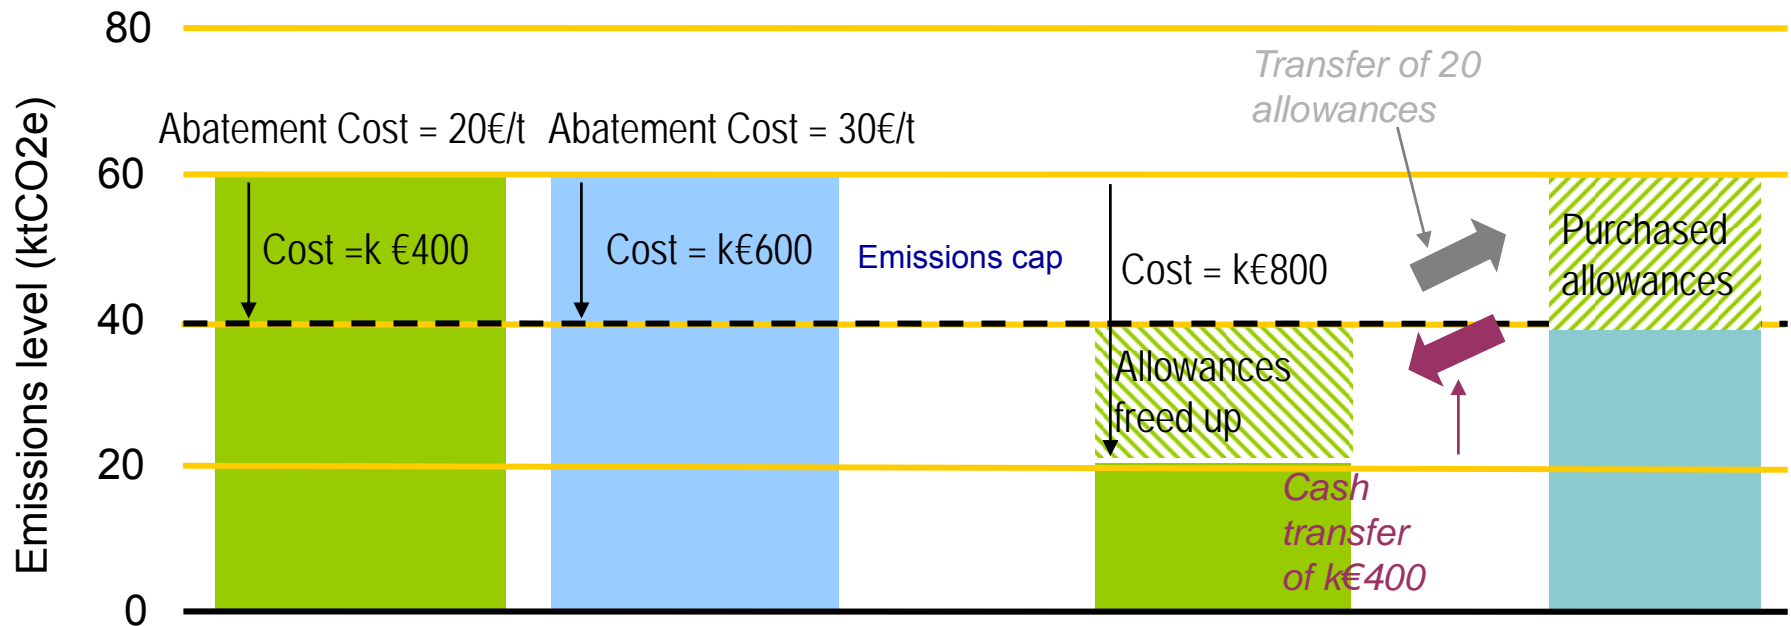 80
Transfer of 20
allowances
Abatement Cost = 20€/t Abatement Cost = 30€/t
60
Emissions level (ktCO2e)
Cost =k €400
Cost = k€600
Emissions cap
Cost = k€800
Purchased
allowances
40
Allowances
freed up
20
Cash
transfer
of k€400
0